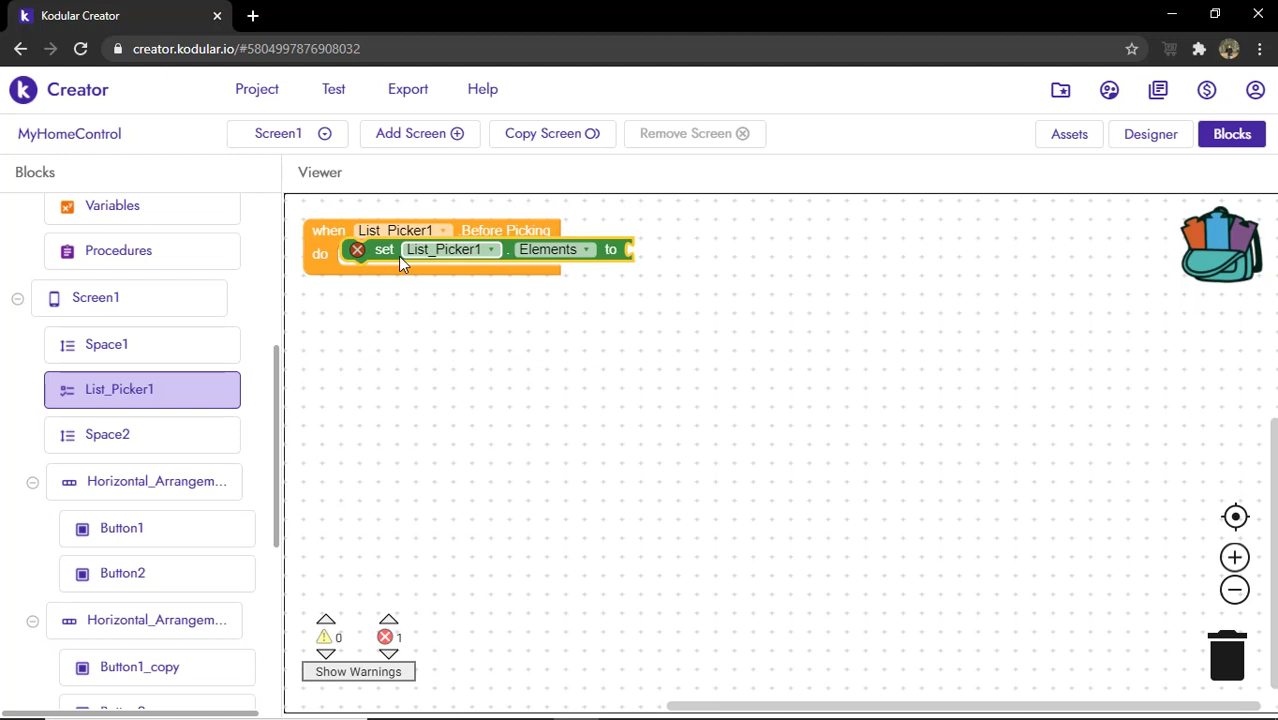 Kodular Creator
creator.kodular.io/#5804997876908032
Creator
Project
Test
Export
Help
MyHomeControl
Screen1
Add Screen
Copy Screen
Remove Screen
Assets
Designer
Blocks
Blocks
Viewer
Variables
Procedures
Screen1
Space1
List_Picker1
Space2
Horizontal_Arrangem...
Button1
Button2
Horizontal_Arrangem...
Button1_copy
when List_Picker1 Before Picking
do set List_Picker1 . Elements to
0
1
Show Warnings